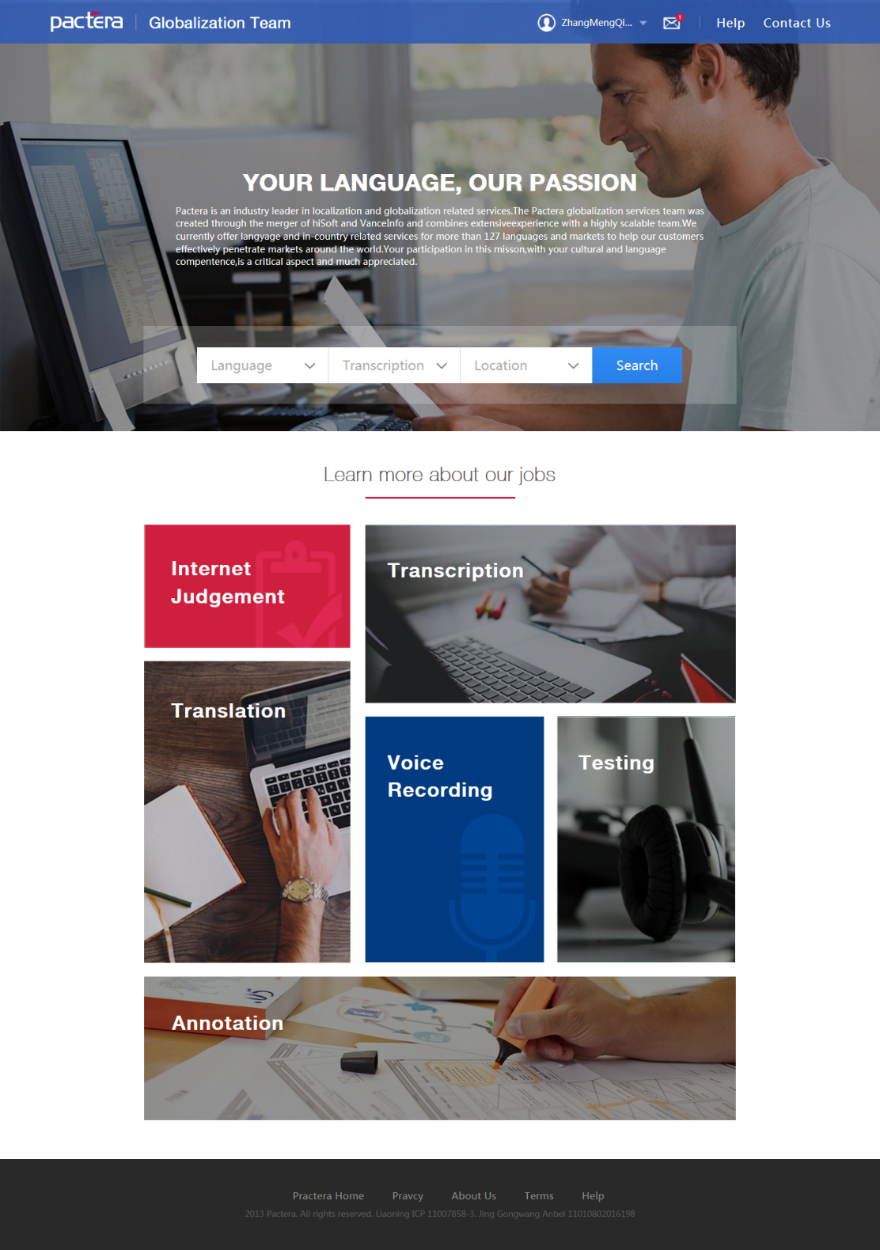 pactera Globalization Team ZhangMengQi... 1 Help Contact Us
YOUR LANGUAGE, OUR PASSION
Pactera is an industry leader in localization and globalization related services.The Pactera globalization services team was
created through the merger of hiSoft and VanceInfo and combines extensiveexperience with a highly scalable team.We
currently offer langyage and in-country related services for more than 127 languages and markets to help our customers
effectively penetrate markets around the world.Your participation in this misson,with your cultural and language
compentence,is a critical aspect and much appreciated.
Language Transcription Location Search
Learn more about our jobs
Internet
Judgement
Transcription
Translation
Voice
Recording
Testing
Annotation
Practera Home Pravcy About Us Terms Help
2013 Pactera. All rights reserved. Liaoning ICP 11007858-3. Jing Gongwang Anbei 11010802016198